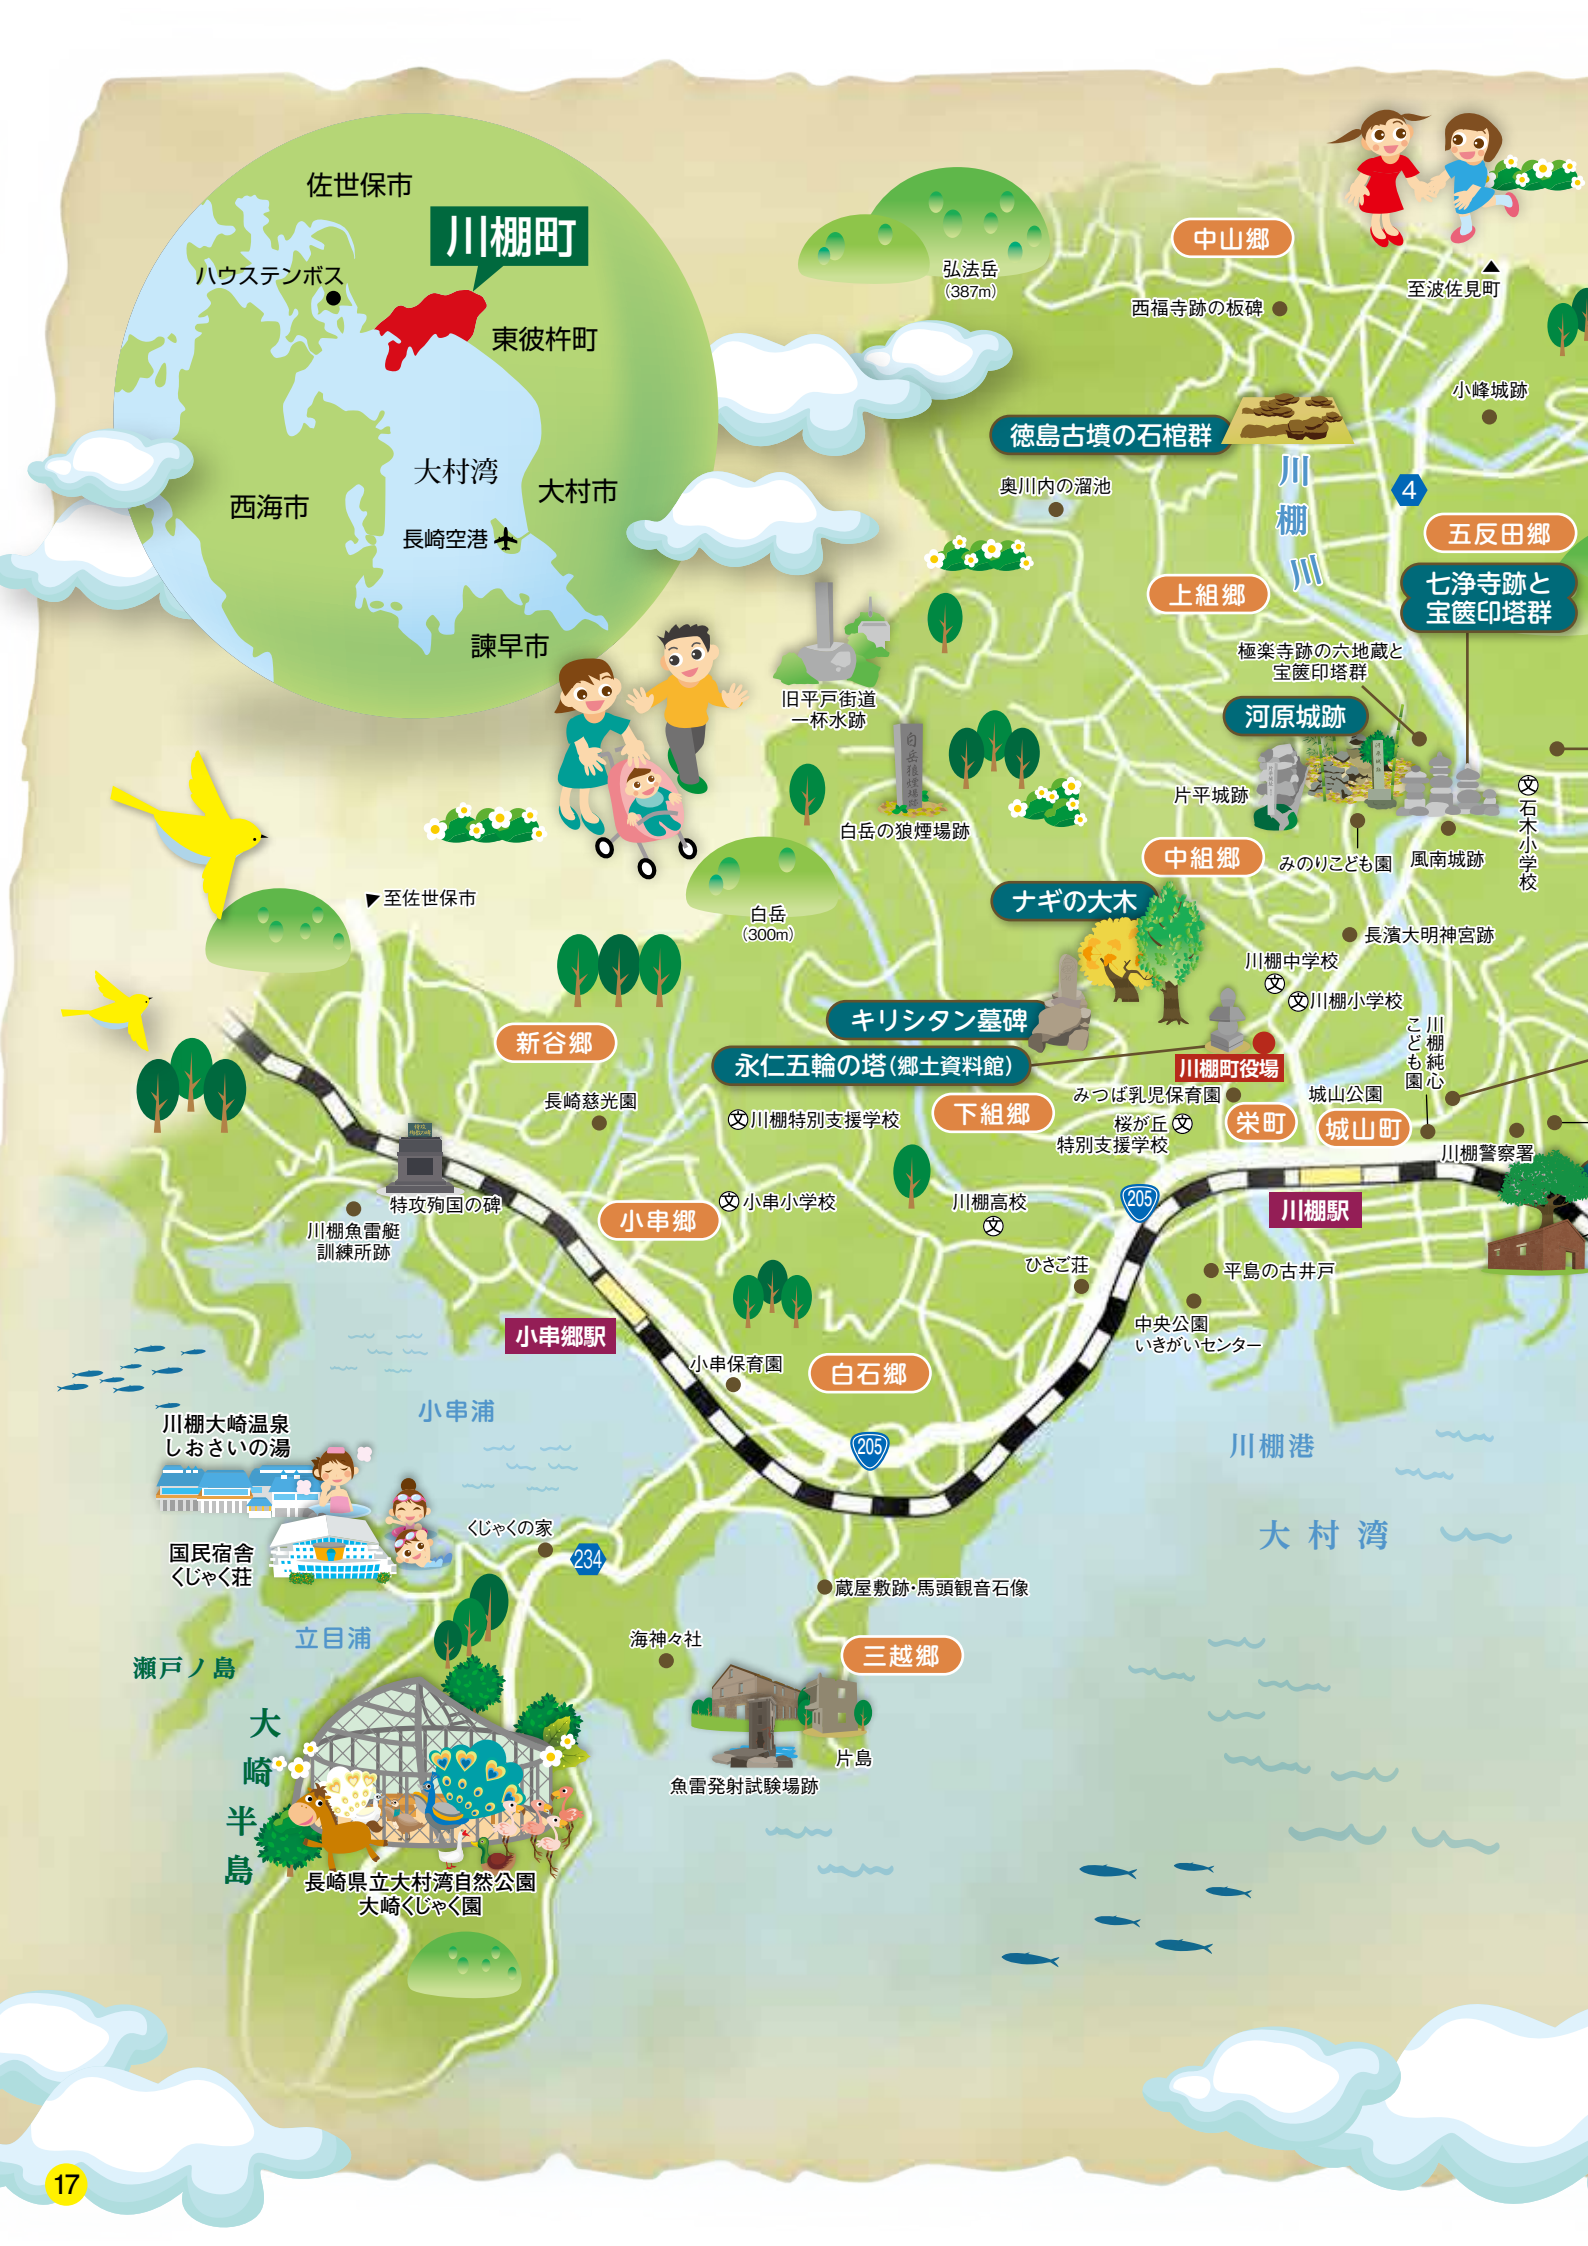 佐世保市
川棚町
ハウステンボス
東彼杵町
大村湾
西海市
大村市
長崎空港
諫早市
弘法岳
(387m)
中山郷
至波佐見町
西福寺跡の板碑
小峰城跡
徳島古墳の石棺群
奥川内の溜池
川棚川
4
五反田郷
七浄寺跡と
宝篋印塔群
上組郷
極楽寺跡の六地蔵と
宝篋印塔群
旧平戸街道
一杯水跡
河原城跡
白岳狼煙場跡
片平城跡
白岳の狼煙場跡
石木小学校
文
中組郷
みのりこども園
風南城跡
ナギの大木
至佐世保市
白岳
(300m)
長濱大明神宮跡
川棚中学校
文
文川棚小学校
キリシタン墓碑
川棚純心
こども園
新谷郷
永仁五輪の塔(郷土資料館)
川棚町役場
みつば乳児保育園
城山公園
長崎慈光園
文川棚特別支援学校
下組郷
桜が丘文
特別支援学校
栄町
城山町
川棚警察署
特攻殉国の碑
川棚魚雷艇
訓練所跡
小串郷
文小串小学校
川棚高校
文
205
川棚駅
ひさご荘
平島の古井戸
中央公園
いきがいセンター
小串郷駅
小串保育園
白石郷
小串浦
205
川棚港
川棚大崎温泉
しおさいの湯
大村湾
くじゃくの家
234
国民宿舎
くじゃく荘
蔵屋敷跡・馬頭観音石像
立目浦
海神々社
三越郷
瀬戸ノ島
大崎半島
片島
魚雷発射試験場跡
長崎県立大村湾自然公園
大崎くじゃく園
17